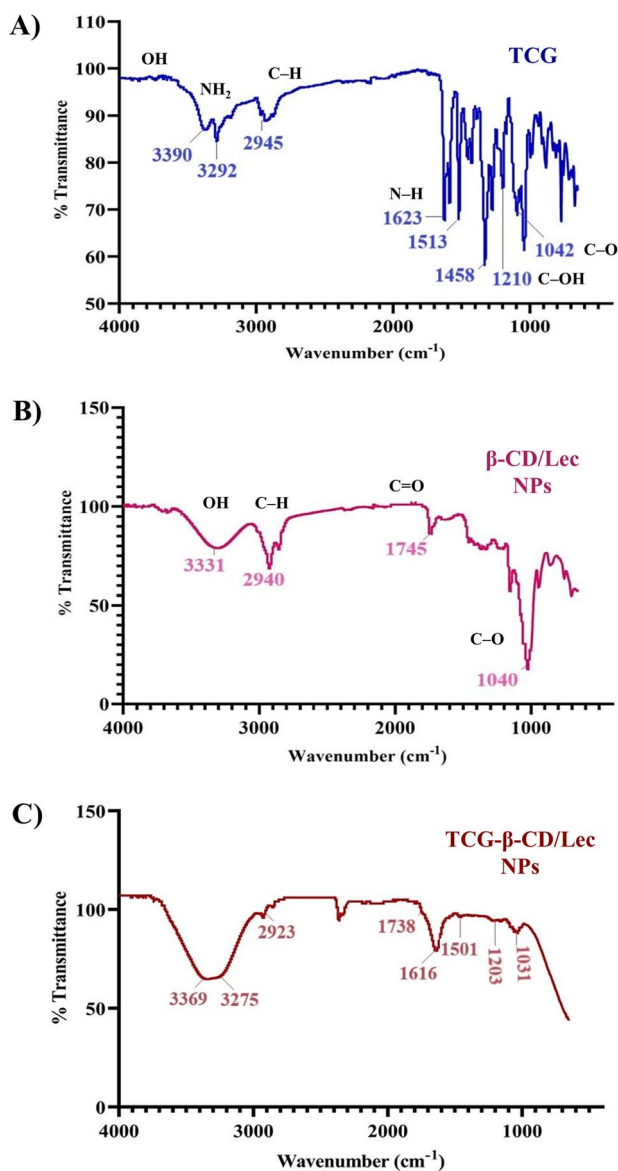 A)
TCG
OH
NH₂
C–H
3390
3292
2945
N–H
1623
1513
1458
1210
1042
C–O
C–OH
% Transmittance
110
100
90
80
70
60
50
4000
3000
2000
1000
Wavenumber (cm⁻¹)
B)
β-CD/Lec
NPs
OH
C–H
C=O
3331
2940
1745
C–O
1040
% Transmittance
150
100
50
0
4000
3000
2000
1000
Wavenumber (cm⁻¹)
C)
TCG-β-CD/Lec
NPs
2923
1738
1501
1616
1203
1031
3369
3275
% Transmittance
150
100
50
0
4000
3000
2000
1000
Wavenumber (cm⁻¹)